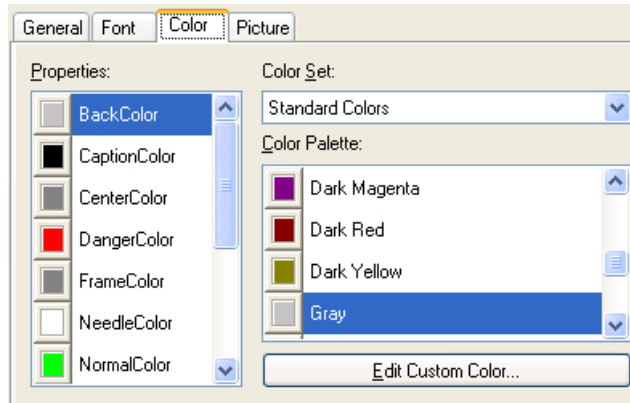 General Font Color Picture
Properties:
BackColor
CaptionColor
CenterColor
DangerColor
FrameColor
NeedleColor
NormalColor
Color Set:
Standard Colors
Color Palette:
Dark Magenta
Dark Red
Dark Yellow
Gray
Edit Custom Color...